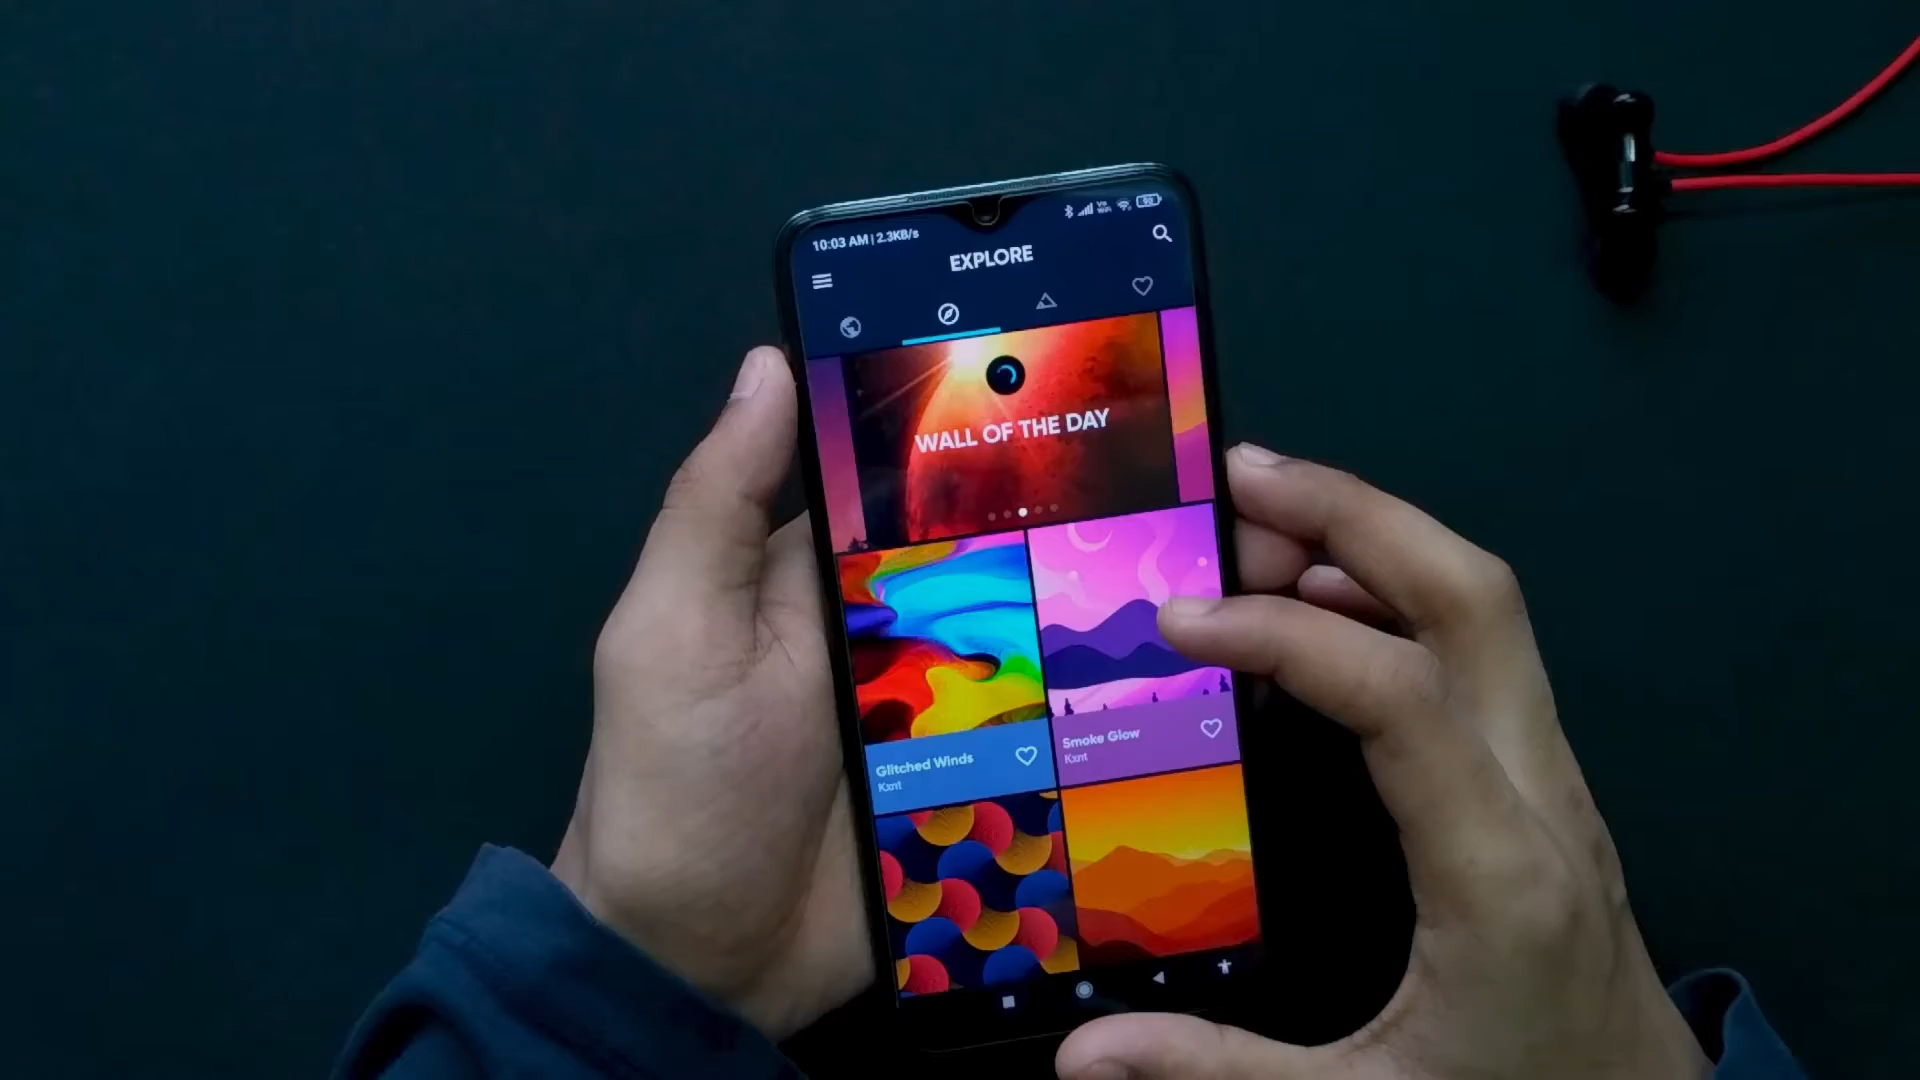 10:03 AM | 2.3KB/s
EXPLORE
WALL OF THE DAY
Glitched Winds
Kxnt
Smoke Glow
Kxnt